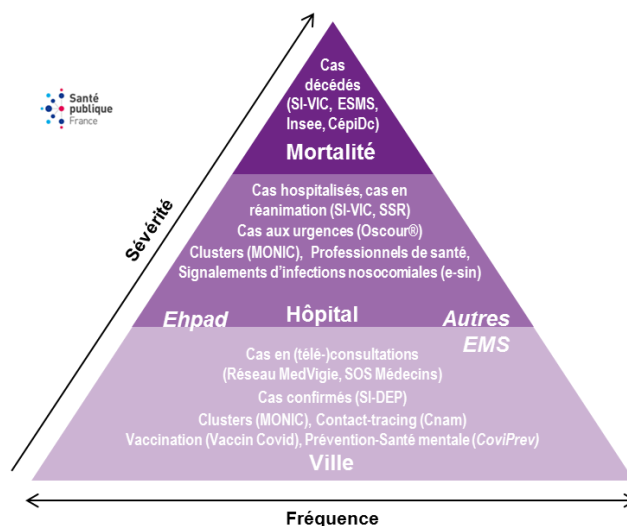 Santé
publique
France
Cas
décédés
(SI-VIC, ESMS,
Insee, CépiDc)
Mortalité
Sévérité
Cas hospitalisés, cas en
réanimation (SI-VIC, SSR)
Cas aux urgences (Oscour®)
Clusters (MONIC), Professionnels de santé,
Signalements d'infections nosocomiales (e-sin)
Ehpad Hôpital Autres
EMS
Cas en (télé-)consultations
(Réseau MedVigie, SOS Médecins)
Cas confirmés (SI-DEP)
Clusters (MONIC), Contact-tracing (Cnam)
Vaccination (Vaccin Covid), Prévention-Santé mentale (CoviPrev)
Ville
Fréquence